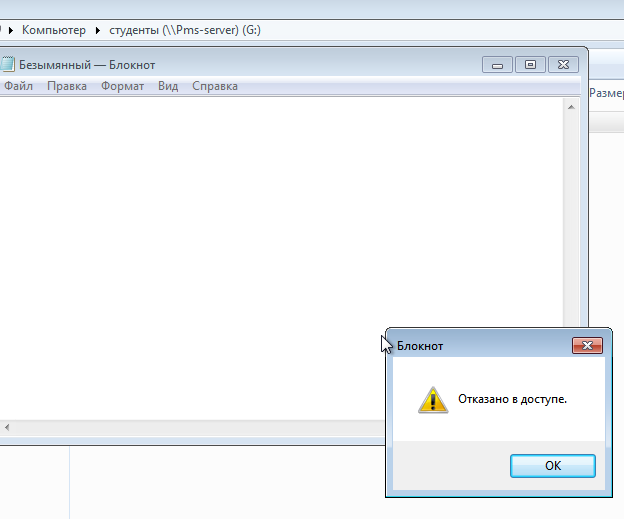 Компьютер ▸ студенты (\\Pms-server) (G:)
Безымянный — Блокнот
Файл Правка Формат Вид Справка
Размер
Блокнот
Отказано в доступе.
OK